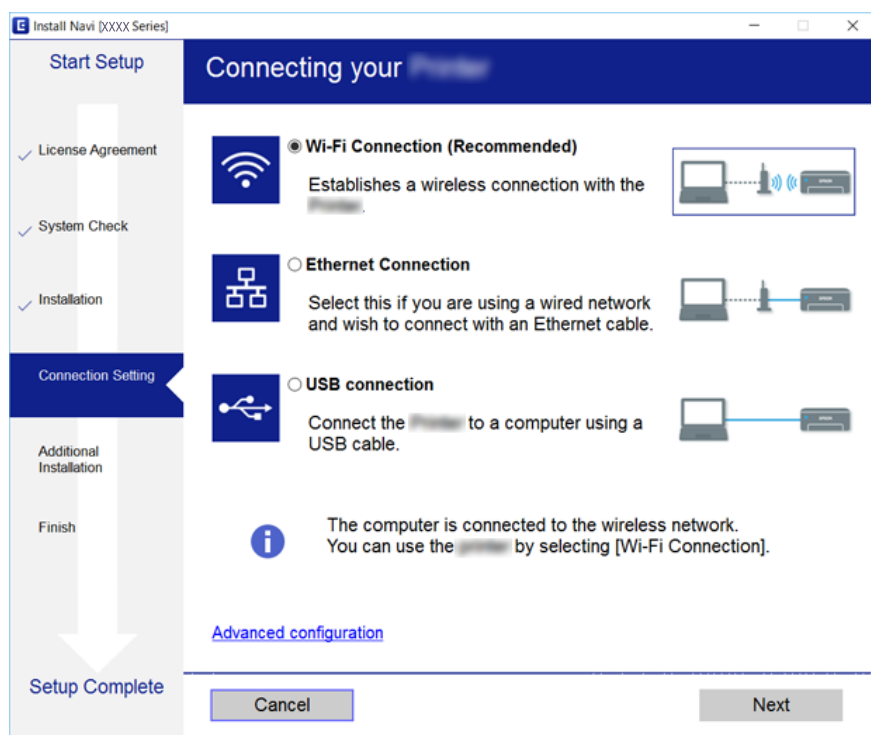 Install Navi [XXXX Series]
Start Setup
License Agreement
System Check
Installation
Connection Setting
Additional
Installation
Finish
Setup Complete
Connecting your
Wi-Fi Connection (Recommended)
Establishes a wireless connection with the
.
Ethernet Connection
Select this if you are using a wired network
and wish to connect with an Ethernet cable.
USB connection
Connect the to a computer using a
USB cable.
The computer is connected to the wireless network.
You can use the by selecting [Wi-Fi Connection].
Advanced configuration
Cancel
Next